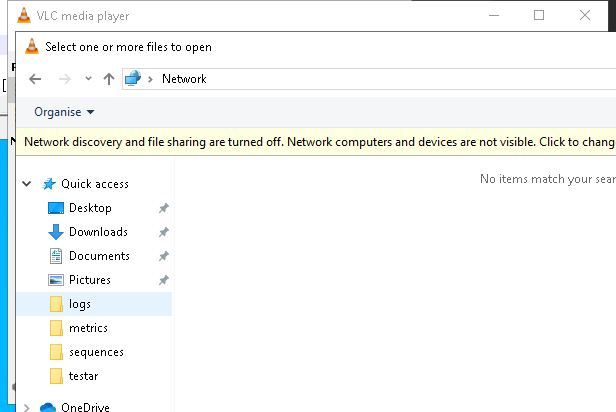 VLC media player
Select one or more files to open
Network
Organise
Network discovery and file sharing are turned off. Network computers and devices are not visible. Click to chang
Quick access
No items match your sear
Desktop
Downloads
Documents
Pictures
logs
metrics
sequences
testar
OneDrive